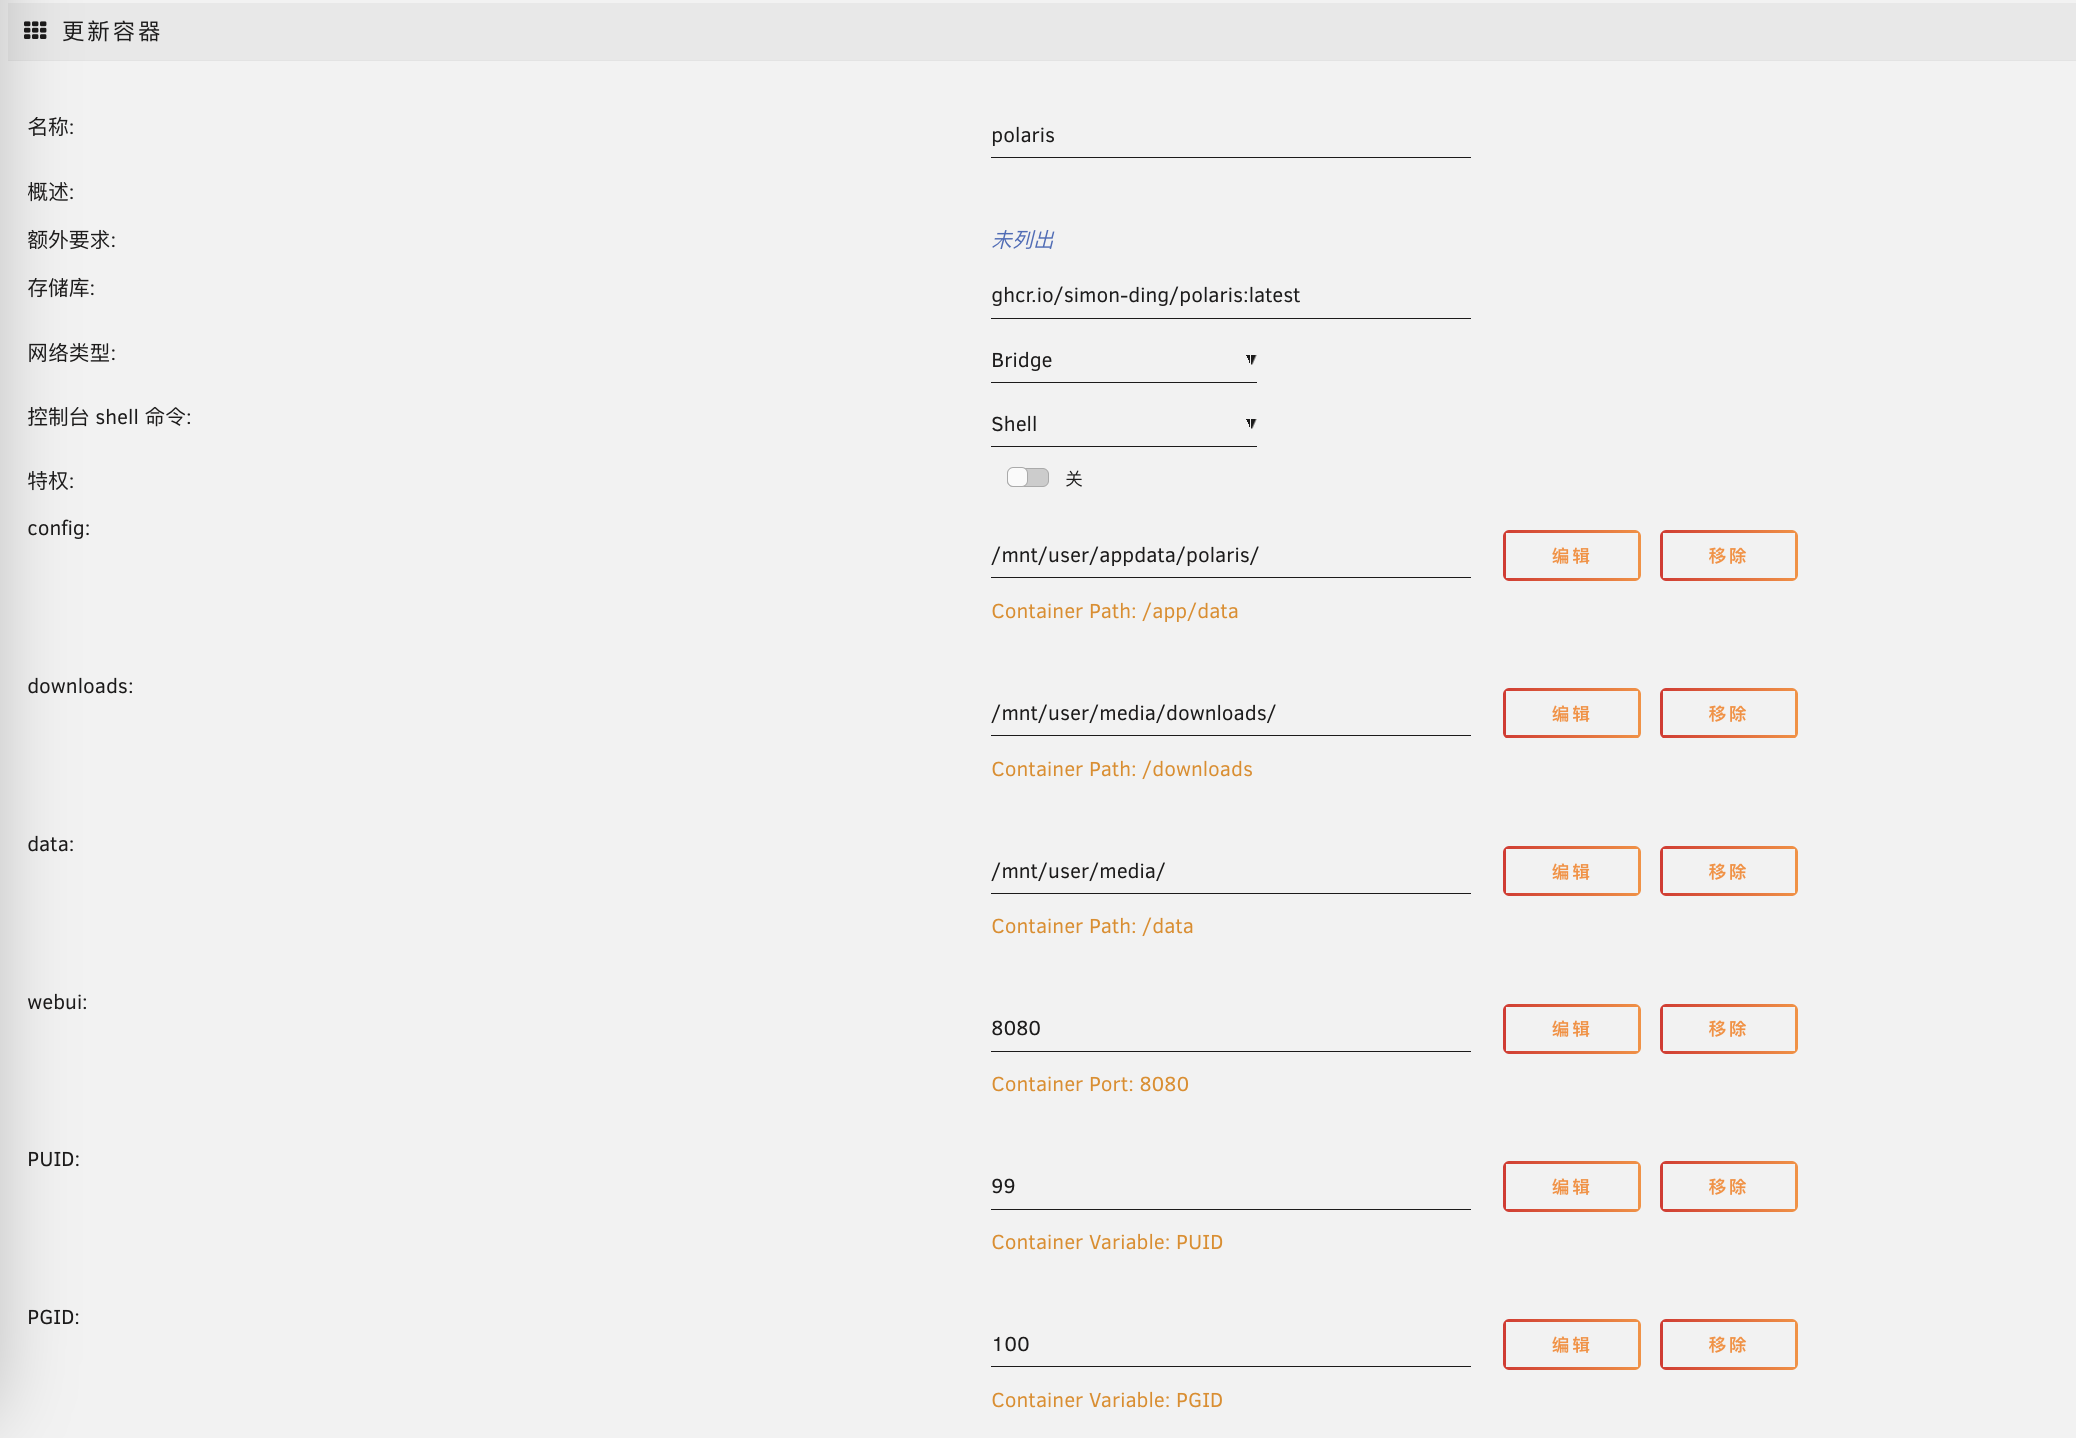 更新容器
名称:
polaris
概述:
额外要求:
未列出
存储库:
ghcr.io/simon-ding/polaris:latest
网络类型:
Bridge
控制台 shell 命令:
Shell
特权:
关
config:
/mnt/user/appdata/polaris/
编辑
移除
Container Path: /app/data
downloads:
/mnt/user/media/downloads/
编辑
移除
Container Path: /downloads
data:
/mnt/user/media/
编辑
移除
Container Path: /data
webui:
8080
编辑
移除
Container Port: 8080
PUID:
99
编辑
移除
Container Variable: PUID
PGID:
100
编辑
移除
Container Variable: PGID